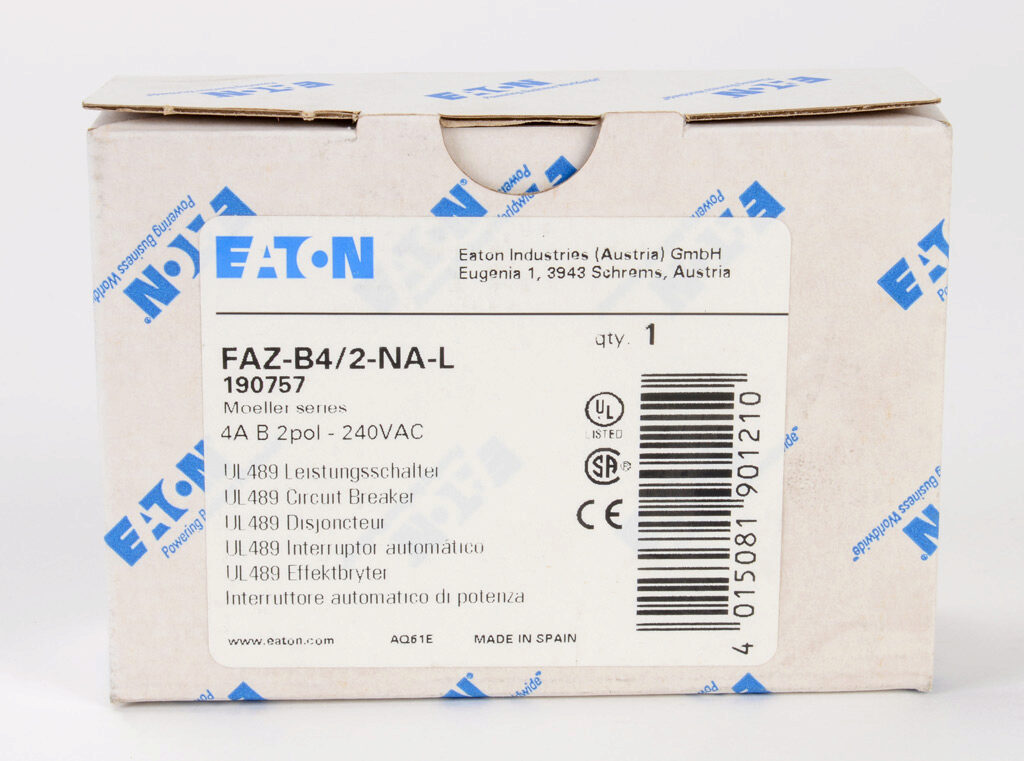 EATON
EATON
EATON
Powering Business Worldwide
EATON
EATON
Eaton Industries (Austria) GmbH
Eugenia 1, 3943 Schrems, Austria
qty. 1
FAZ-B4/2-NA-L
190757
Moeller series
4A B 2pol - 240VAC
UL
LISTED
SA®
CE
UL489 Leistungsschalter
UL489 Circuit Breaker
UL489 Disjoncteur
UL489 Interruptor automático
UL489 Effektbryter
Interruttore automatico di potenza
4 015081 901210
www.eaton.com AQ61E MADE IN SPAIN
EATON
Powering
Business
Worldwide"